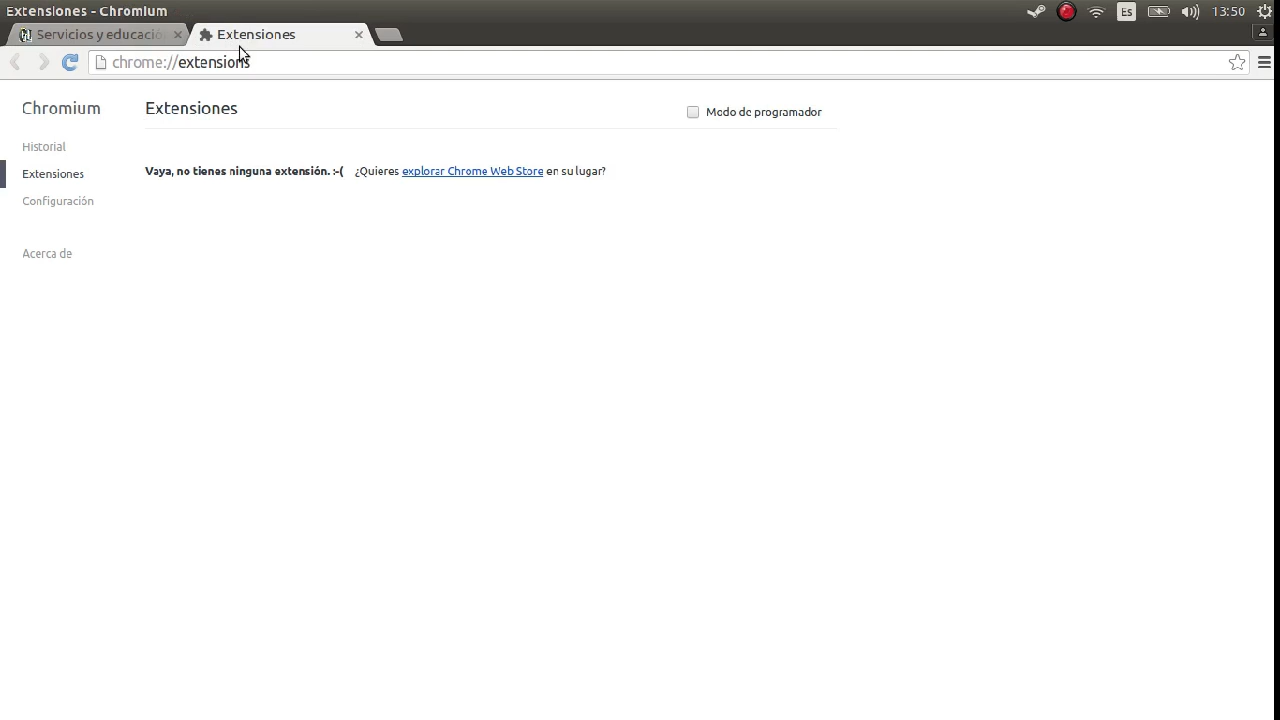 Extensiones - Chromium
Es
13:50
Servicios y educació
Extensiones
chrome://extensions
Chromium
Historial
Extensiones
Configuración
Acerca de
Extensiones
Modo de programador
Vaya, no tienes ninguna extensión. :-( ¿Quieres explorar Chrome Web Store en su lugar?